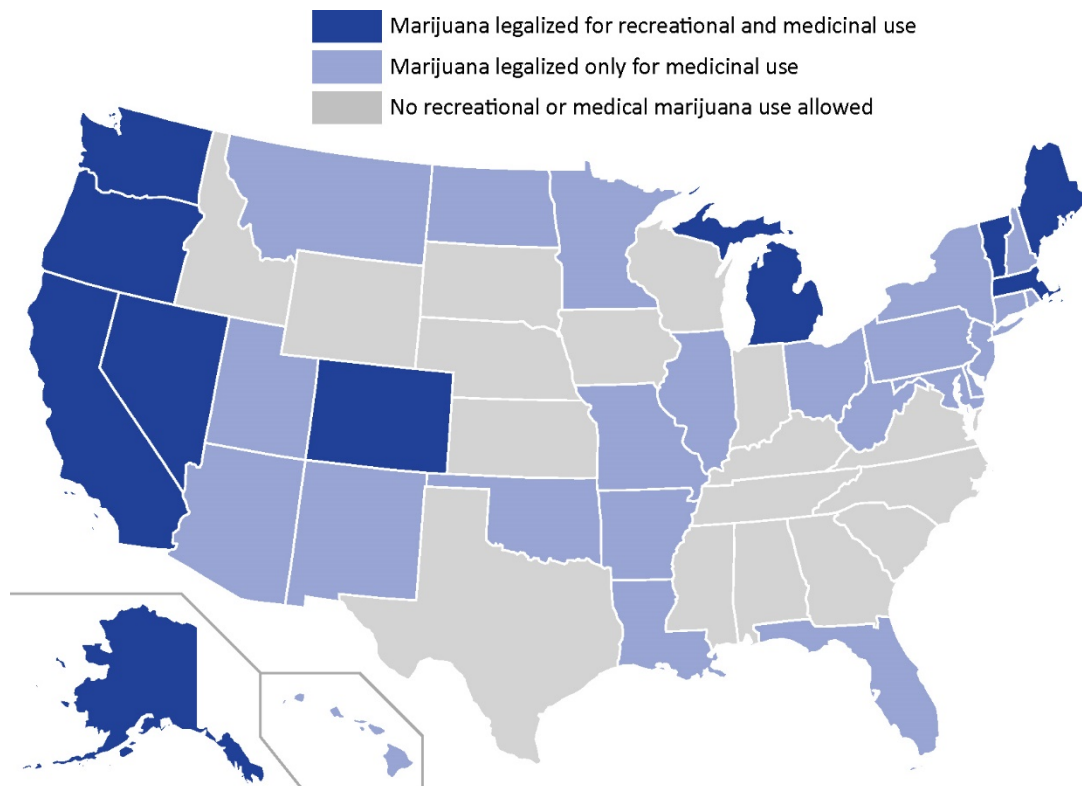 Marijuana legalized for recreational and medicinal use
Marijuana legalized only for medicinal use
No recreational or medical marijuana use allowed